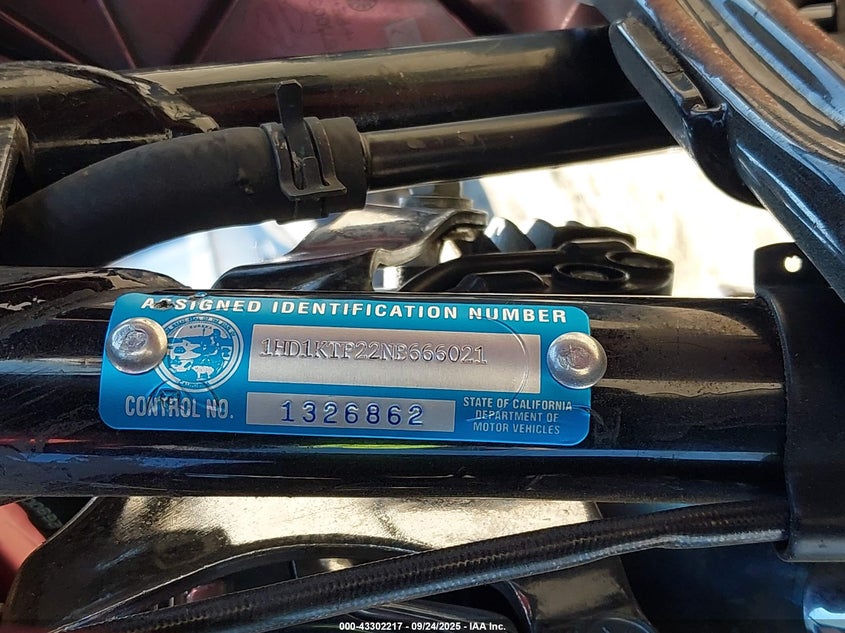 ASSIGNED IDENTIFICATION NUMBER
1HD1KTP22NB666021
CONTROL NO. 1326862
STATE OF CALIFORNIA
DEPARTMENT OF
MOTOR VEHICLES
000-43302217 - 09/24/2025 - IAA Inc.